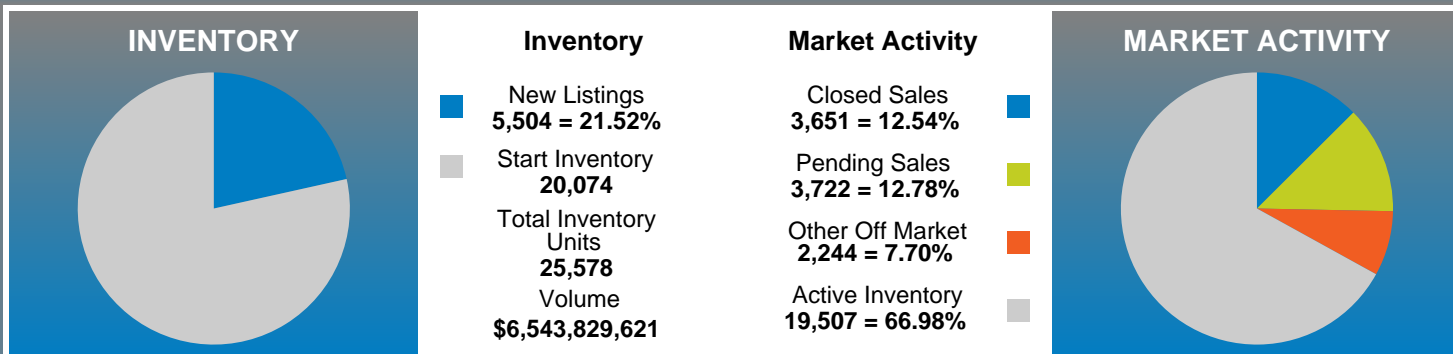 INVENTORY
Inventory
New Listings
5,504 = 21.52%
Start Inventory
20,074
Total Inventory
Units
25,578
Volume
$6,543,829,621
Market Activity
Closed Sales
3,651 = 12.54%
Pending Sales
3,722 = 12.78%
Other Off Market
2,244 = 7.70%
Active Inventory
19,507 = 66.98%
MARKET ACTIVITY